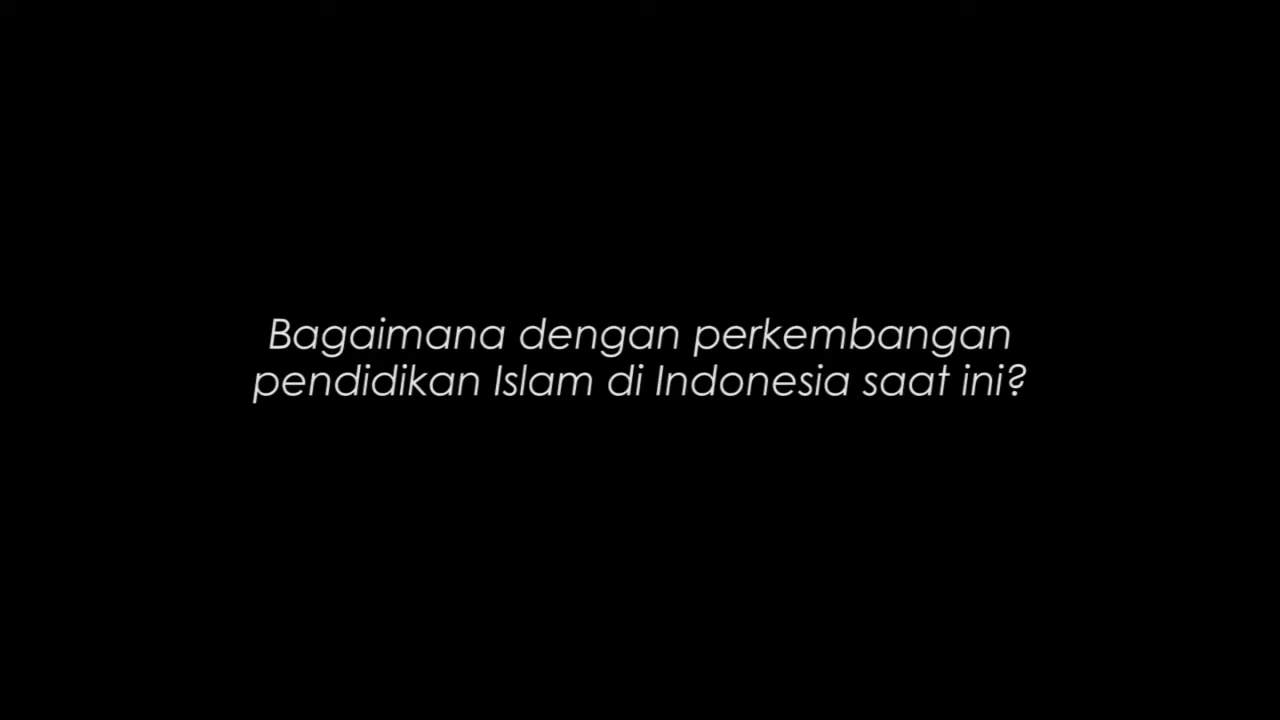 Bagaimana dengan perkembangan
pendidikan Islam di Indonesia saat ini?